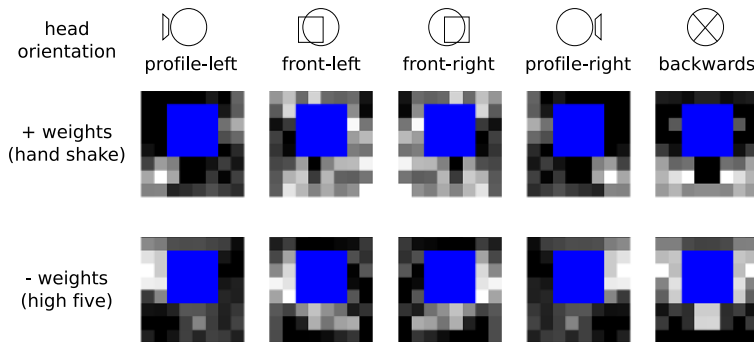 head
orientation
profile-left
front-left
front-right
profile-right
backwards
+ weights
(hand shake)
- weights
(high five)